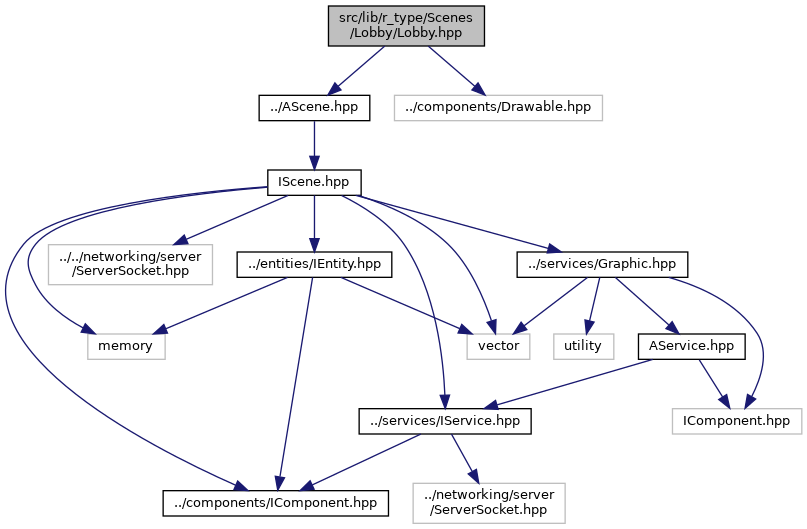 src/lib/r_type/Scenes
/Lobby/Lobby.hpp
../AScene.hpp
../components/Drawable.hpp
IScene.hpp
../../networking/server
/ServerSocket.hpp
../entities/IEntity.hpp
../services/Graphic.hpp
memory
vector
utility
AService.hpp
../services/IService.hpp
IComponent.hpp
../components/IComponent.hpp
../networking/server
/ServerSocket.hpp